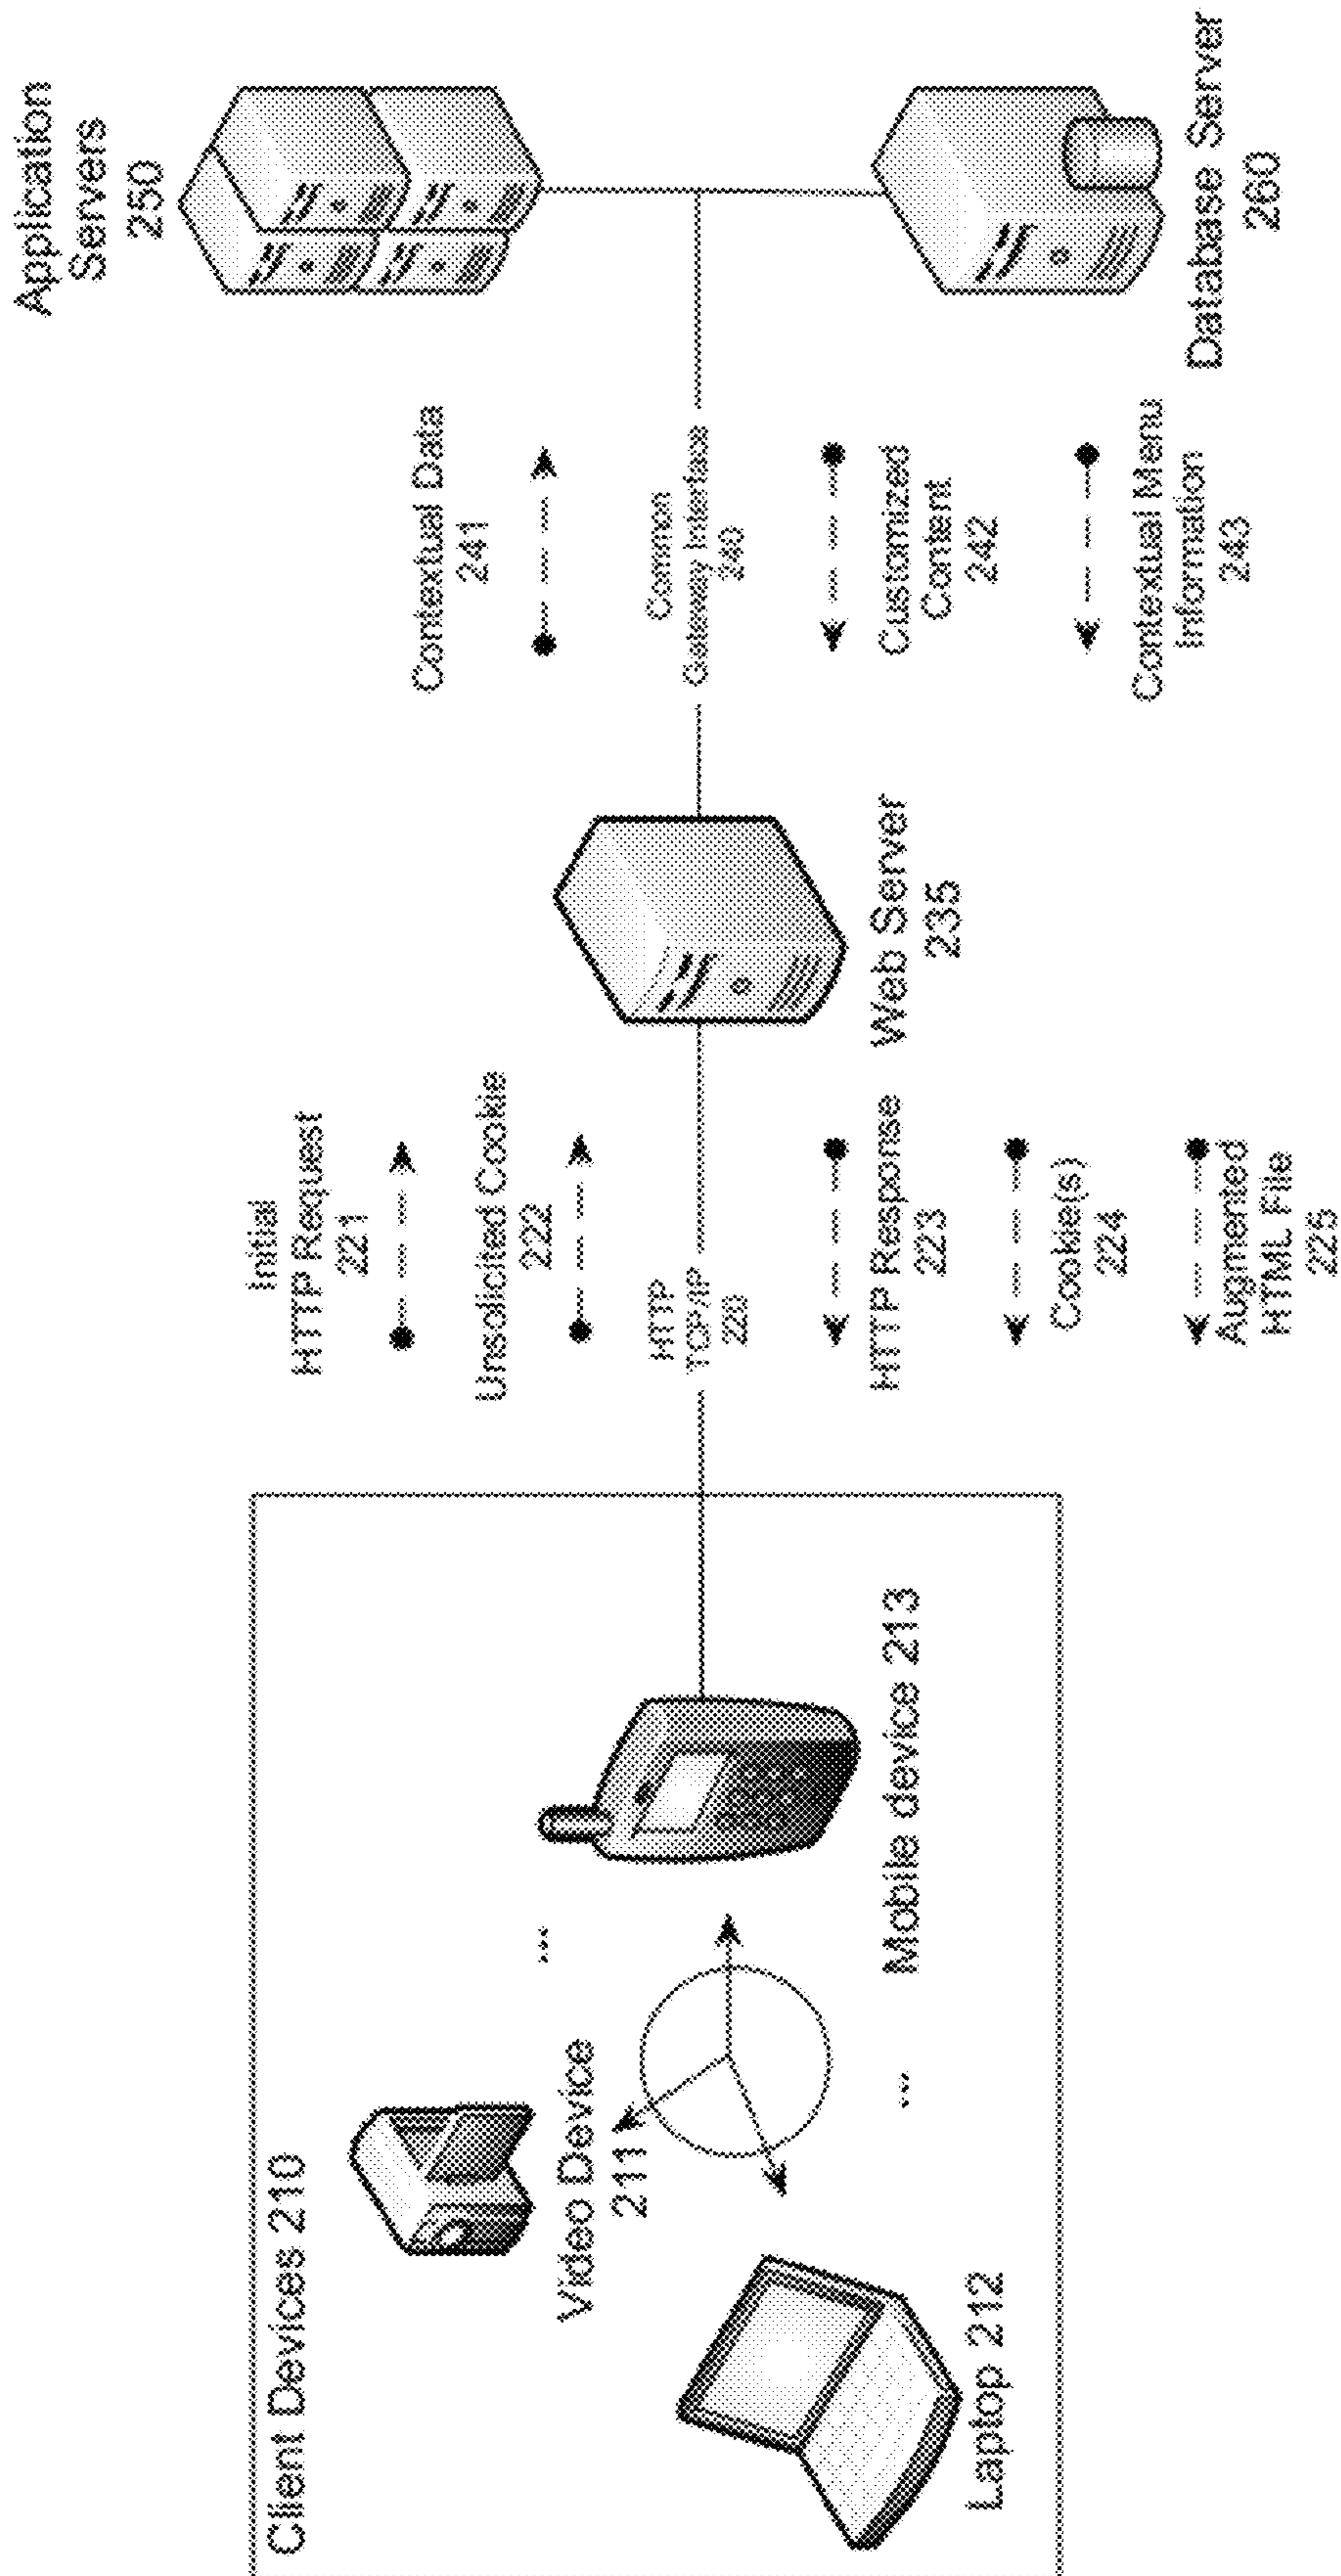 Client Devices 210
Video Device
211
...
Laptop 212
...
Mobile device 213
Initial
HTTP Request
221
Unsolicited Cookie
222
HTTP
TCP/IP
220
HTTP Response
223
Cookie(s)
224
Augmented
HTML File
225
Web Server
235
Contextual Data
241
Common
Gateway Interface
240
Customized
Content
242
Contextual Menu
Information
243
Application
Servers
250
Database Server
260